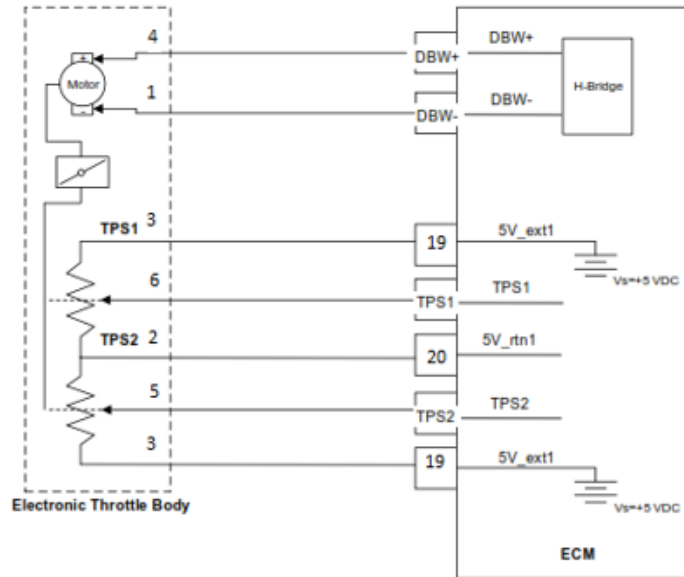 4
DBW+
DBW+
+
Motor
H-Bridge
1
DBW-
-
DBW-
TPS1 3
19
5V_ext1
Vs=+5 VDC
6
TPS1
TPS1
TPS2 2
20
5V_rtn1
5
TPS2
TPS2
3
19
5V_ext1
Vs=+5 VDC
Electronic Throttle Body
ECM